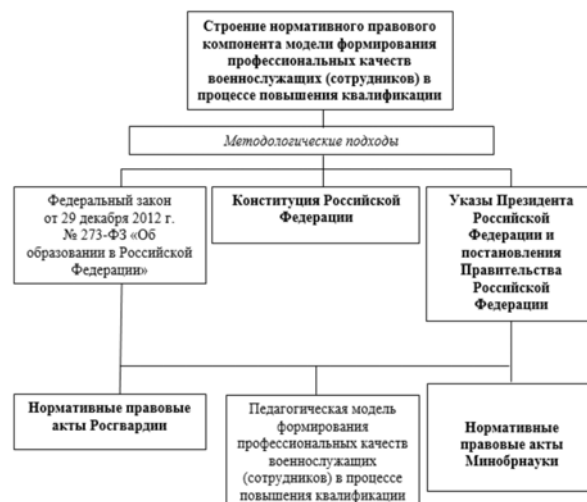 Строение нормативного правового
компонента модели формирования
профессиональных качеств
военнослужащих (сотрудников) в
процессе повышения квалификации
Методологические подходы
Федеральный закон
от 29 декабря 2012 г.
№ 273-ФЗ «Об
образовании в Российской
Федерации»
Конституция Российской
Федерации
Указы Президента
Российской
Федерации и
постановления
Правительства
Российской
Федерации
Нормативные правовые
акты Росгвардии
Педагогическая модель
формирования
профессиональных качеств
военнослужащих
(сотрудников) в процессе
повышения квалификации
Нормативные
правовые акты
Минобрнауки